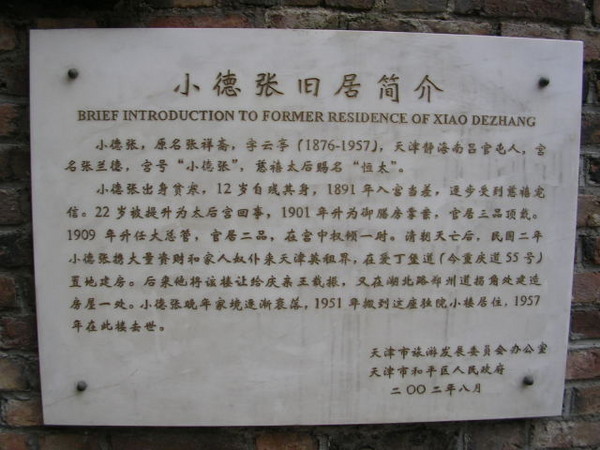 小德张旧居简介
BRIEF INTRODUCTION TO FORMER RESIDENCE OF XIAO DEZHANG
小德张，原名张祥斋，字云亭（1876-1957），天津静海南吕官屯人，宫
名张兰德，宫号“小德张”，慈禧太后赐名“恒太”。
小德张出身贫寒，12岁自残其身，1891年入宫当差，逐步受到慈禧宠
信。22岁被提升为太后宫回事，1901年升为御膳房掌案，官居三品顶戴。
1909年升任大总管，官居二品，在宫中权倾一时。清朝灭亡后，民国二年
小德张携大量资财和家人奴仆来天津英租界，在爱丁堡道（今重庆道55号）
置地建房。后来他将该楼让给庆亲王载振，又在湖北路郑州道拐角处建造
房屋一处。小德张晚年家境逐渐衰落，1951年搬到这座独院小楼居住，1957
年在此楼去世。
天津市旅游发展委员会办公室
天津市和平区人民政府
二〇〇二年八月